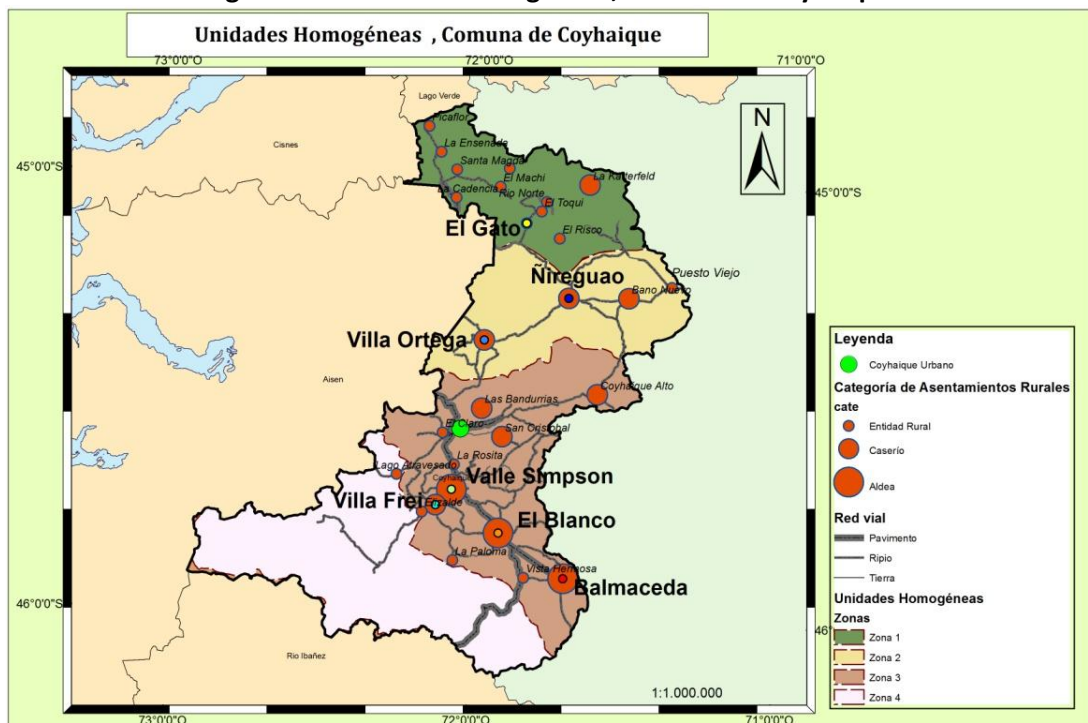 Unidades Homogéneas , Comuna de Coyhaique
73°0'0"O
72°0'0"O
71°0'0"O
Lago Verde
Picaflor
N
Cisnes
La Ensenada
45°0'0"S
Santa Magda
El Machi
La Katterfeld
45°0'0"S
La Cadencia
Rio Norte
El Toqui
El Gato
El Risco
Ñireguao
Puesto Viejo
Bano Nuevo
Villa Ortega
Aisen
Coyhaique Alto
Las Bandurrias
El Claro
San Cristobal
La Rosita
Lago Atravesado
Valle Simpson
Villa Frei
El Blanco
La Paloma
Vista Hermosa
Balmaceda
46°0'0"S
Rio Ibañez
1:1.000.000
73°0'0"O
72°0'0"O
71°0'0"O
Leyenda
Coyhaique Urbano
Categoría de Asentamientos Rurales
cate
Entidad Rural
Caserío
Aldea
Red vial
Pavimento
Ripio
Tierra
Unidades Homogéneas
Zonas
Zona 1
Zona 2
Zona 3
Zona 4